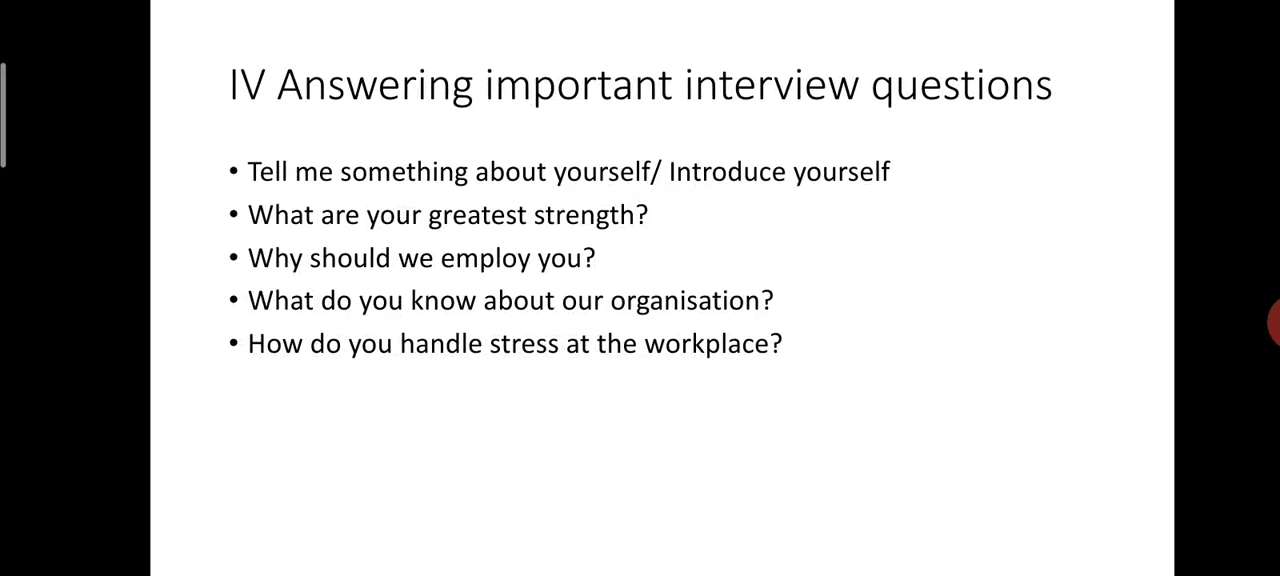 IV Answering important interview questions
• Tell me something about yourself/ Introduce yourself
• What are your greatest strength?
• Why should we employ you?
• What do you know about our organisation?
• How do you handle stress at the workplace?